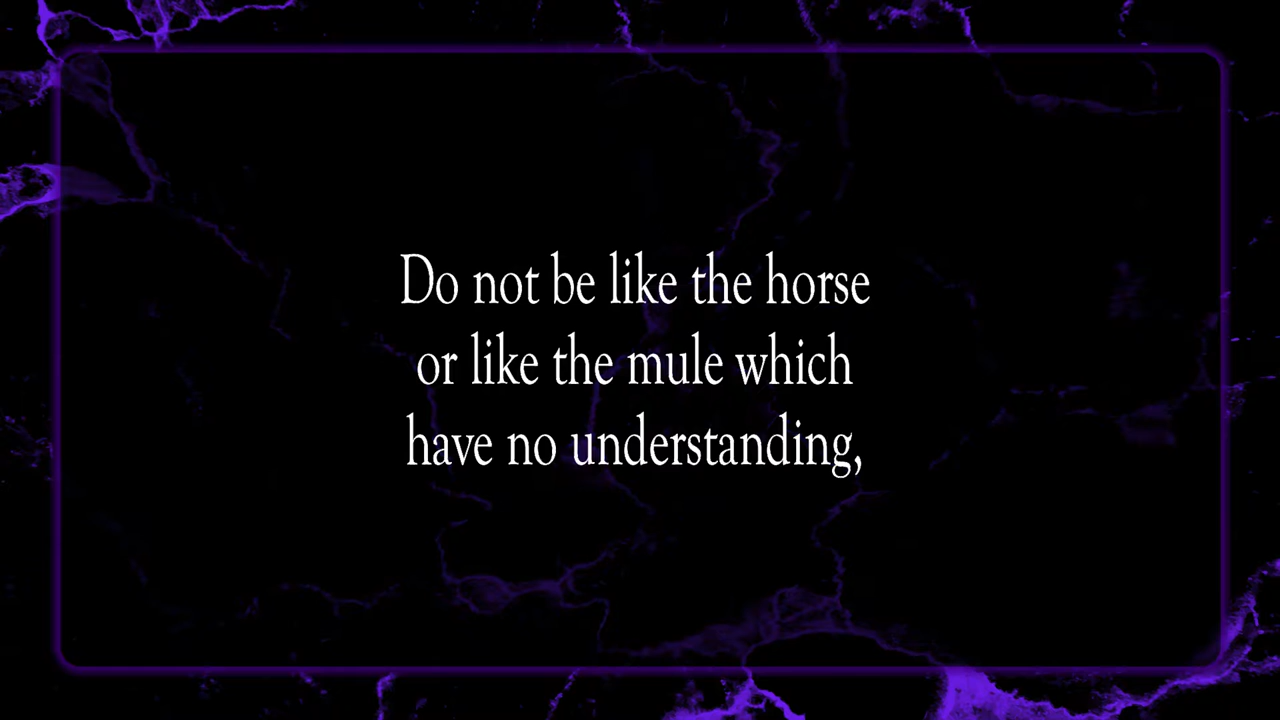 Do not be like the horse
or like the mule which
have no understanding,